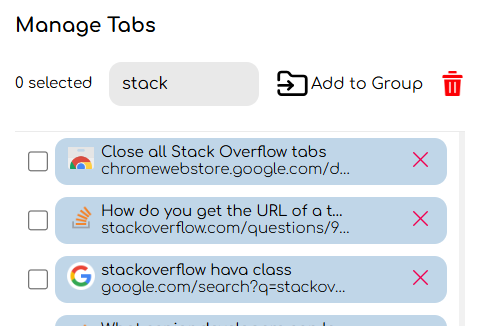 Manage Tabs
0 selected
stack
Add to Group
Close all Stack Overflow tabs
chromewebstore.google.com/d...
How do you get the URL of a t...
stackoverflow.com/questions/9...
stackoverflow hava class
google.com/search?q=stackov...